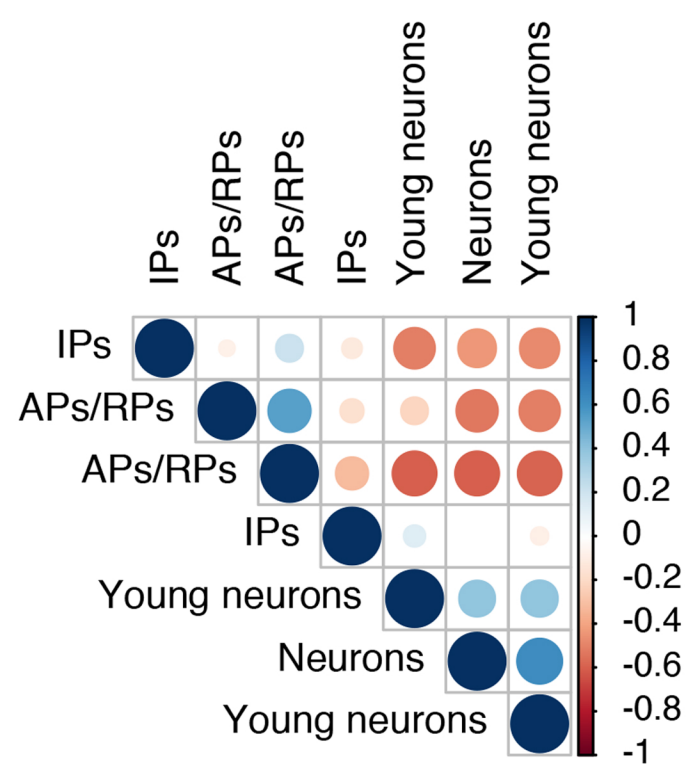 IPs
APs/RPs
APs/RPs
IPs
Young neurons
Neurons
Young neurons
IPs
APs/RPs
APs/RPs
IPs
Young neurons
Neurons
Young neurons
1
0.8
0.6
0.4
0.2
0
-0.2
-0.4
-0.6
-0.8
-1